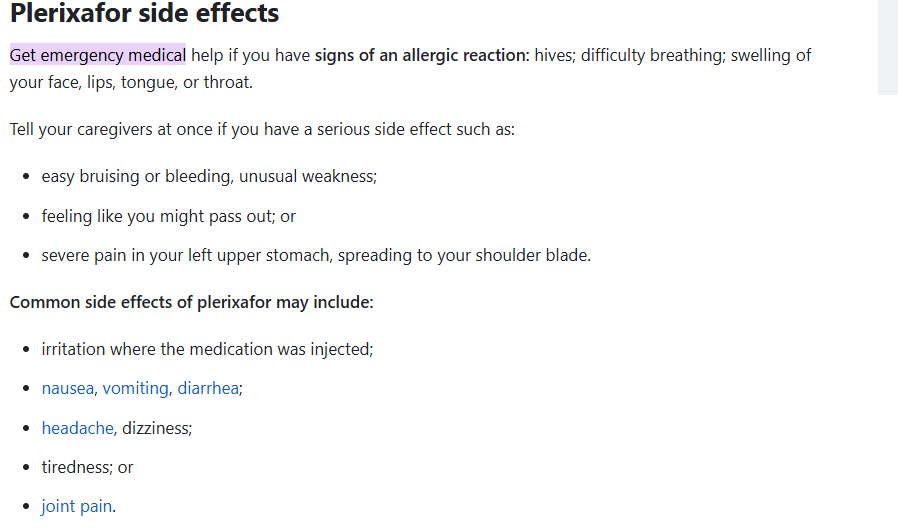 Plerixafor side effects
Get emergency medical help if you have signs of an allergic reaction: hives; difficulty breathing; swelling of
your face, lips, tongue, or throat.
Tell your caregivers at once if you have a serious side effect such as:
• easy bruising or bleeding, unusual weakness;
• feeling like you might pass out; or
• severe pain in your left upper stomach, spreading to your shoulder blade.
Common side effects of plerixafor may include:
• irritation where the medication was injected;
• nausea, vomiting, diarrhea;
• headache, dizziness;
• tiredness; or
• joint pain.